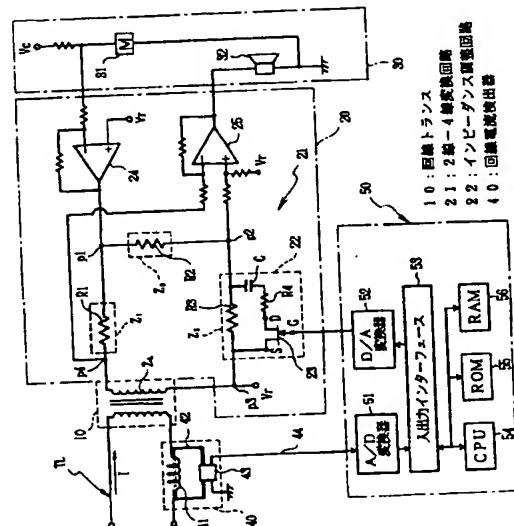 Vc
31
M
32
30
24
Vr
25
Vr
20
21
p1
p2
R1
Z₁
R2
p4
Z₄
R3
22
C
R4
D
G
S
23
p3
Vr
10
TL
I
42
43
41
40
44
50
51
A/D
変換器
52
D/A
変換器
53
入出力インターフェース
54
CPU
55
ROM
56
RAM
10：回線トランス
21：2線－4線変換回路
22：インピーダンス調整回路
40：回線電流検出器